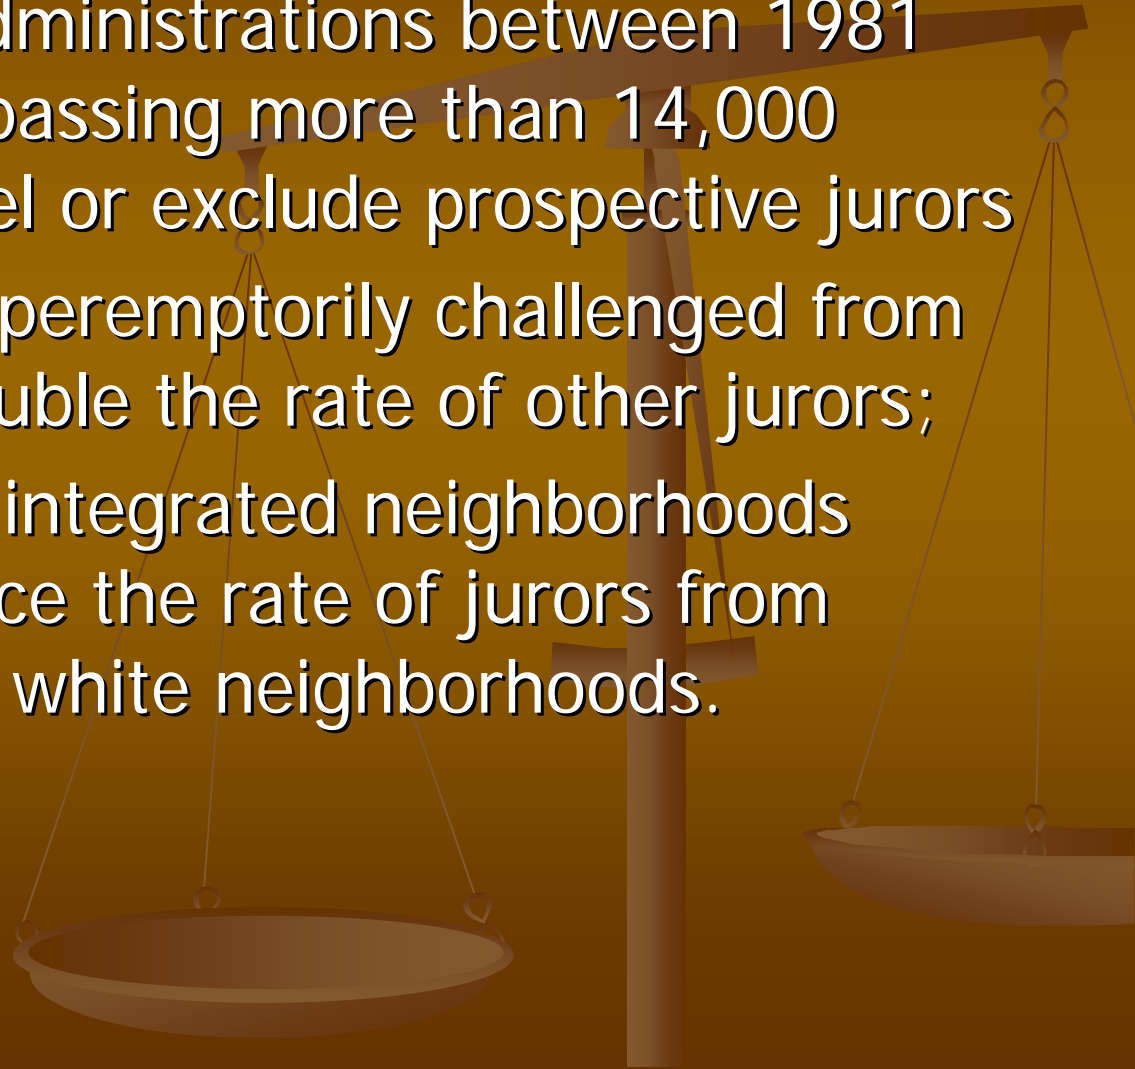 dministrations between 1981
passing more than 14,000
el or exclude prospective jurors
peremptorily challenged from
uble the rate of other jurors;
integrated neighborhoods
ce the rate of jurors from
white neighborhoods.